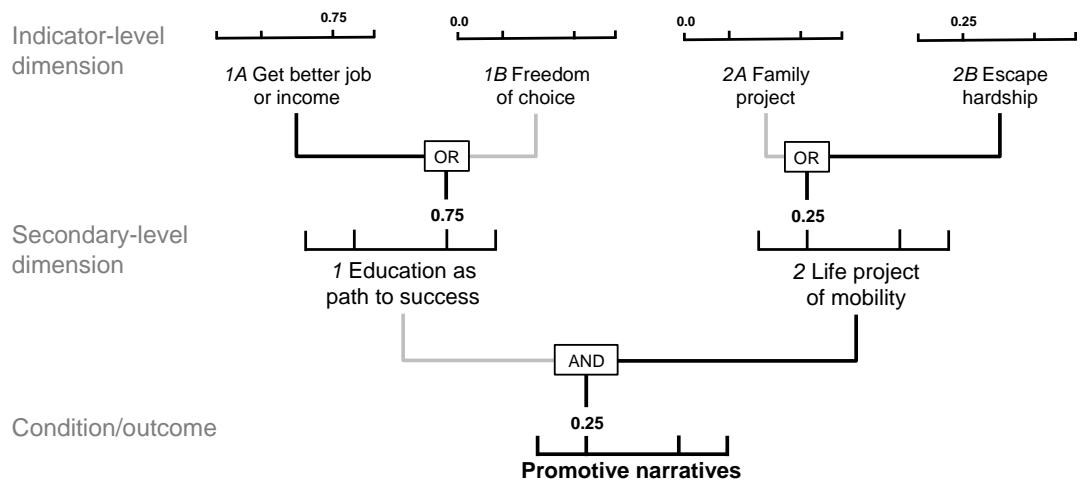 0.75
0.0
0.0
0.25
Indicator-level
dimension
1A Get better job
or income
1B Freedom
of choice
2A Family
project
2B Escape
hardship
OR
OR
0.75
0.25
Secondary-level
dimension
1 Education as
path to success
2 Life project
of mobility
AND
0.25
Condition/outcome
Promotive narratives